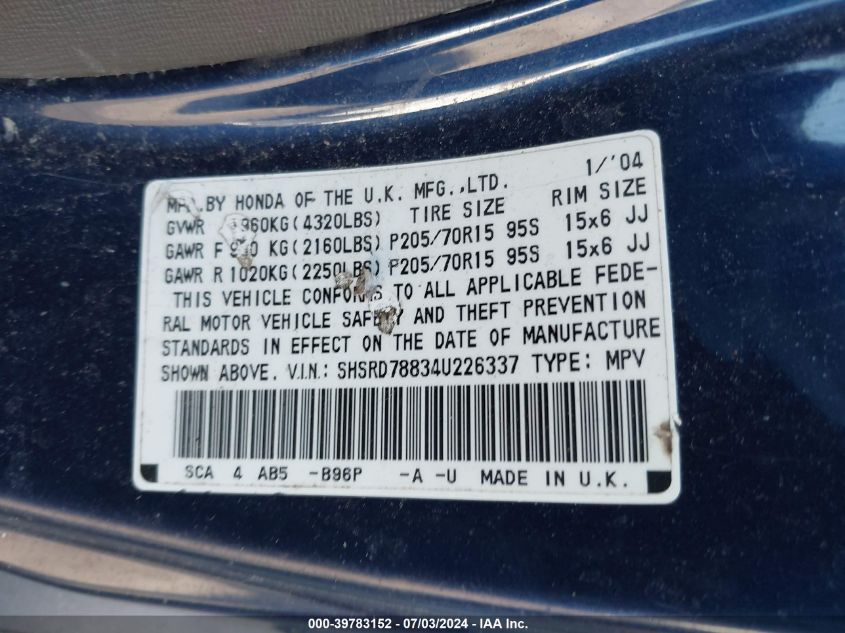 MFD. BY HONDA OF THE U.K. MFG.,LTD. 1/'04
GVWR 1960KG(4320LBS) TIRE SIZE RIM SIZE
GAWR F 980 KG(2160LBS) P205/70R15 95S 15x6 JJ
GAWR R 1020KG(2250LBS) P205/70R15 95S 15x6 JJ
THIS VEHICLE CONFORMS TO ALL APPLICABLE FEDE-
RAL MOTOR VEHICLE SAFETY AND THEFT PREVENTION
STANDARDS IN EFFECT ON THE DATE OF MANUFACTURE
SHOWN ABOVE. V.I.N.: SHSRD78834U226337 TYPE: MPV
SCA 4 AB5 -B96P -A -U MADE IN U.K.
000-39783152 - 07/03/2024 - IAA Inc.